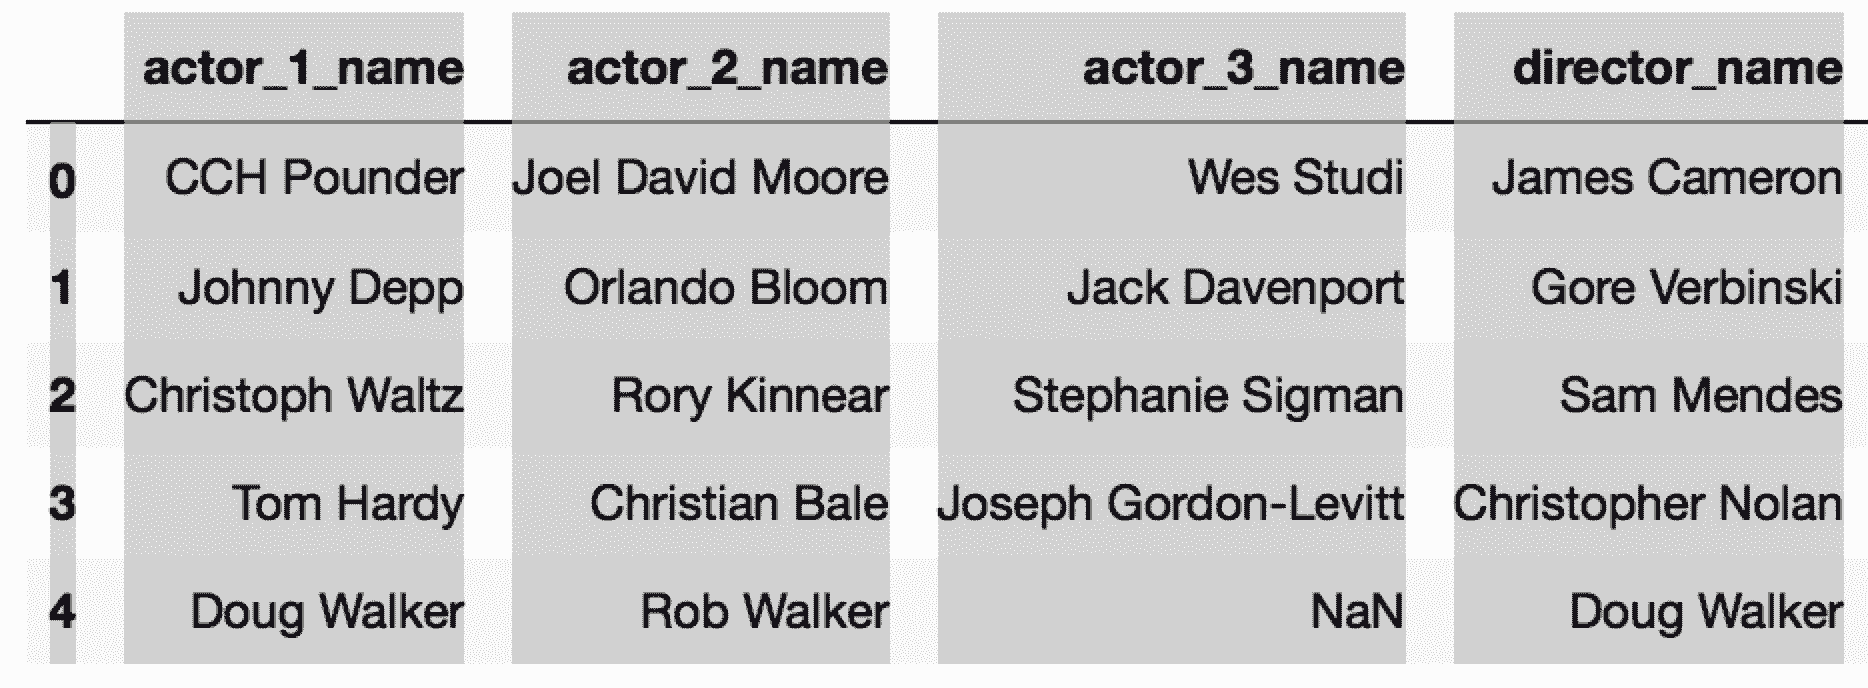 actor_1_name actor_2_name actor_3_name director_name
0 CCH Pounder Joel David Moore Wes Studi James Cameron
1 Johnny Depp Orlando Bloom Jack Davenport Gore Verbinski
2 Christoph Waltz Rory Kinnear Stephanie Sigman Sam Mendes
3 Tom Hardy Christian Bale Joseph Gordon-Levitt Christopher Nolan
4 Doug Walker Rob Walker NaN Doug Walker